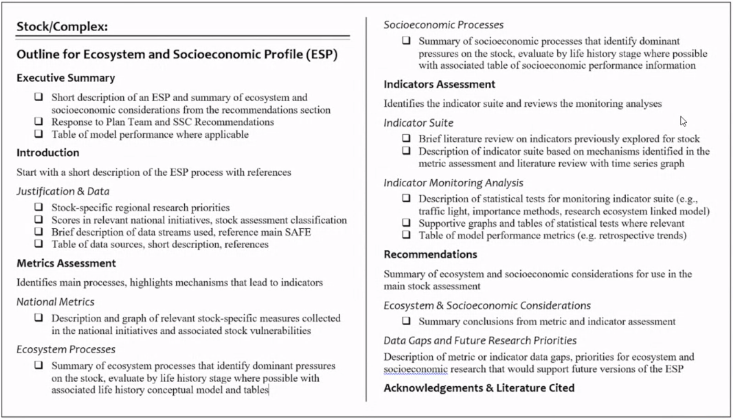 Stock/Complex:
Outline for Ecosystem and Socioeconomic Profile (ESP)
Executive Summary
❑ Short description of an ESP and summary of ecosystem and
socioeconomic considerations from the recommendations section
❑ Response to Plan Team and SSC Recommendations
❑ Table of model performance where applicable
Introduction
Start with a short description of the ESP process with references
Justification & Data
❑ Stock-specific regional research priorities
❑ Scores in relevant national initiatives, stock assessment classification
❑ Brief description of data streams used, reference main SAFE
❑ Table of data sources, short description, references
Metrics Assessment
Identifies main processes, highlights mechanisms that lead to indicators
National Metrics
❑ Description and graph of relevant stock-specific measures collected
in the national initiatives and associated stock vulnerabilities
Ecosystem Processes
❑ Summary of ecosystem processes that identify dominant pressures
on the stock, evaluate by life history stage where possible with
associated life history conceptual model and tables
Socioeconomic Processes
❑ Summary of socioeconomic processes that identify dominant
pressures on the stock, evaluate by life history stage where possible
with associated table of socioeconomic performance information
Indicators Assessment
Identifies the indicator suite and reviews the monitoring analyses
Indicator Suite
❑ Brief literature review on indicators previously explored for stock
❑ Description of indicator suite based on mechanisms identified in the
metric assessment and literature review with time series graph
Indicator Monitoring Analysis
❑ Description of statistical tests for monitoring indicator suite (e.g.,
traffic light, importance methods, research ecosystem linked model)
❑ Supportive graphs and tables of statistical tests where relevant
❑ Table of model performance metrics (e.g. retrospective trends)
Recommendations
Summary of ecosystem and socioeconomic considerations for use in the
main stock assessment
Ecosystem & Socioeconomic Considerations
❑ Summary conclusions from metric and indicator assessment
Data Gaps and Future Research Priorities
Description of metric or indicator data gaps, priorities for ecosystem and
socioeconomic research that would support future versions of the ESP
Acknowledgements & Literature Cited